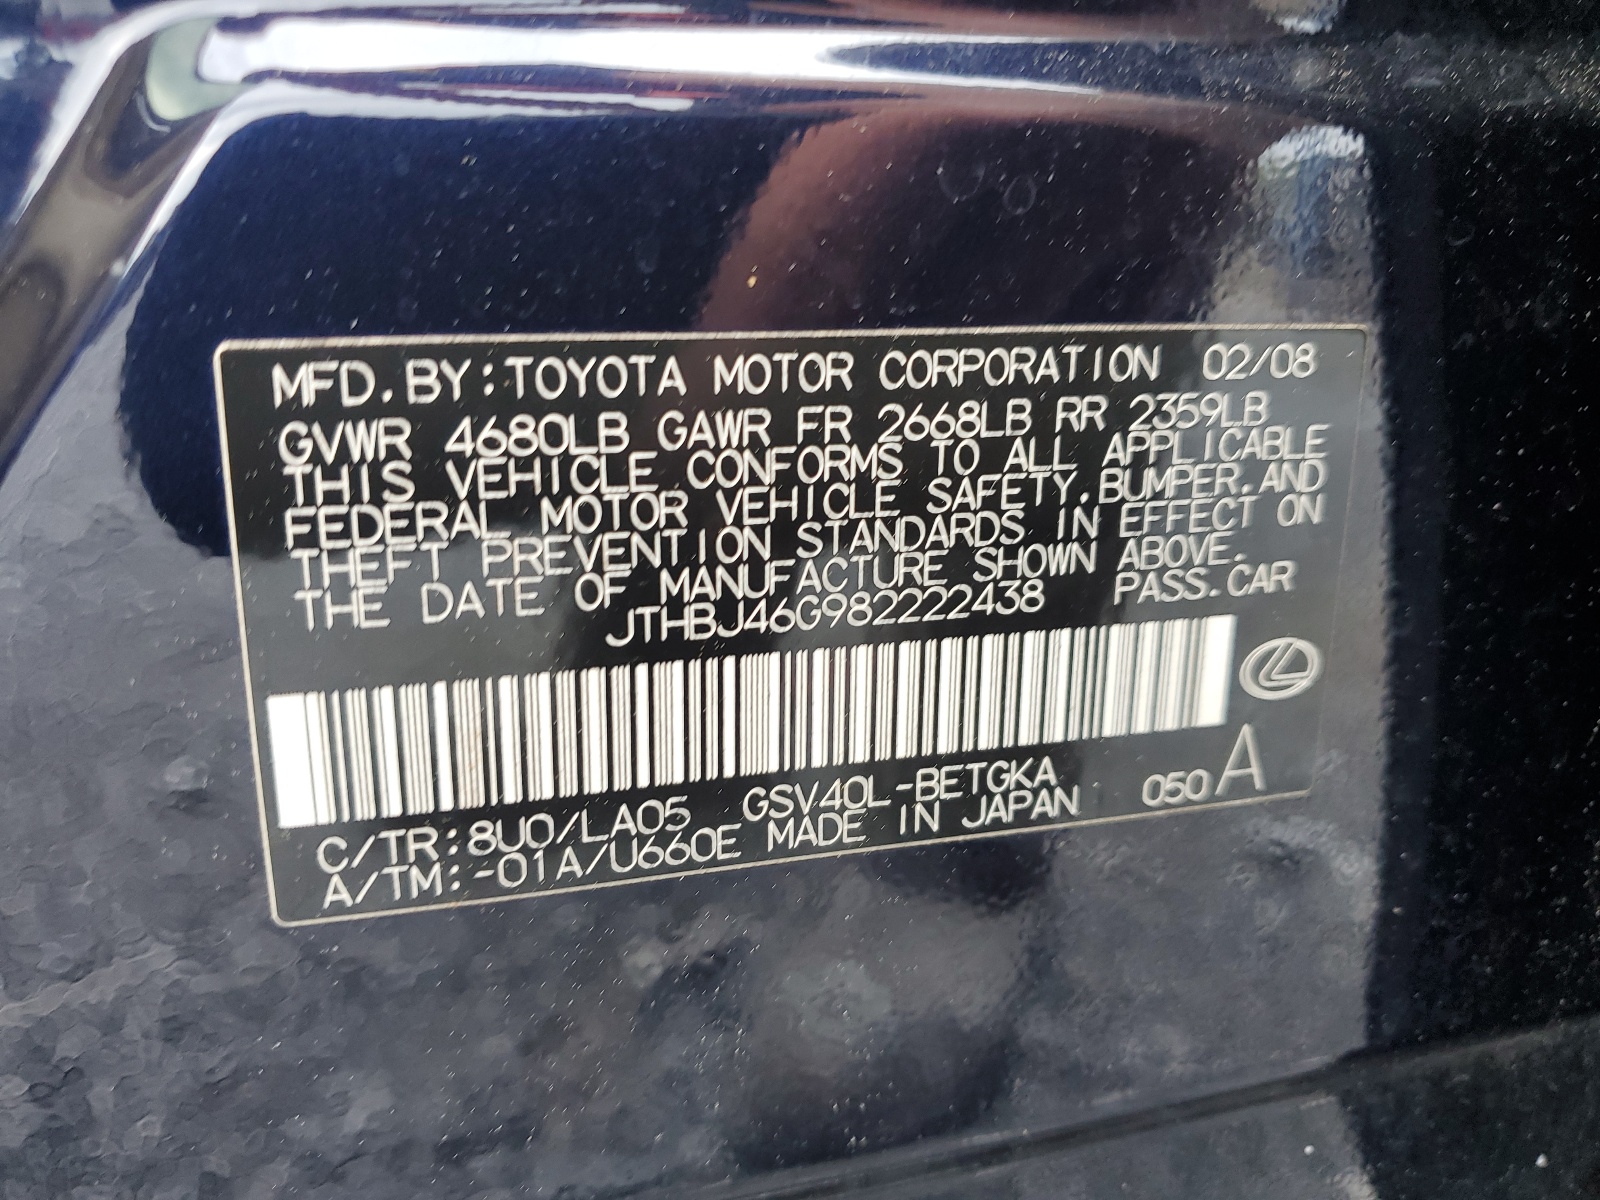 MFD.BY:TOYOTA MOTOR CORPORATION 02/08
GVWR 4680LB GAWR FR 2668LB RR 2359LB
THIS VEHICLE CONFORMS TO ALL APPLICABLE
FEDERAL MOTOR VEHICLE SAFETY,BUMPER,AND
THEFT PREVENTION STANDARDS IN EFFECT ON
THE DATE OF MANUFACTURE SHOWN ABOVE.
JTHBJ46G982222438 PASS.CAR
C/TR:8U0/LA05 GSV40L-BETGKA 050 A
A/TM:-01A/U660E MADE IN JAPAN